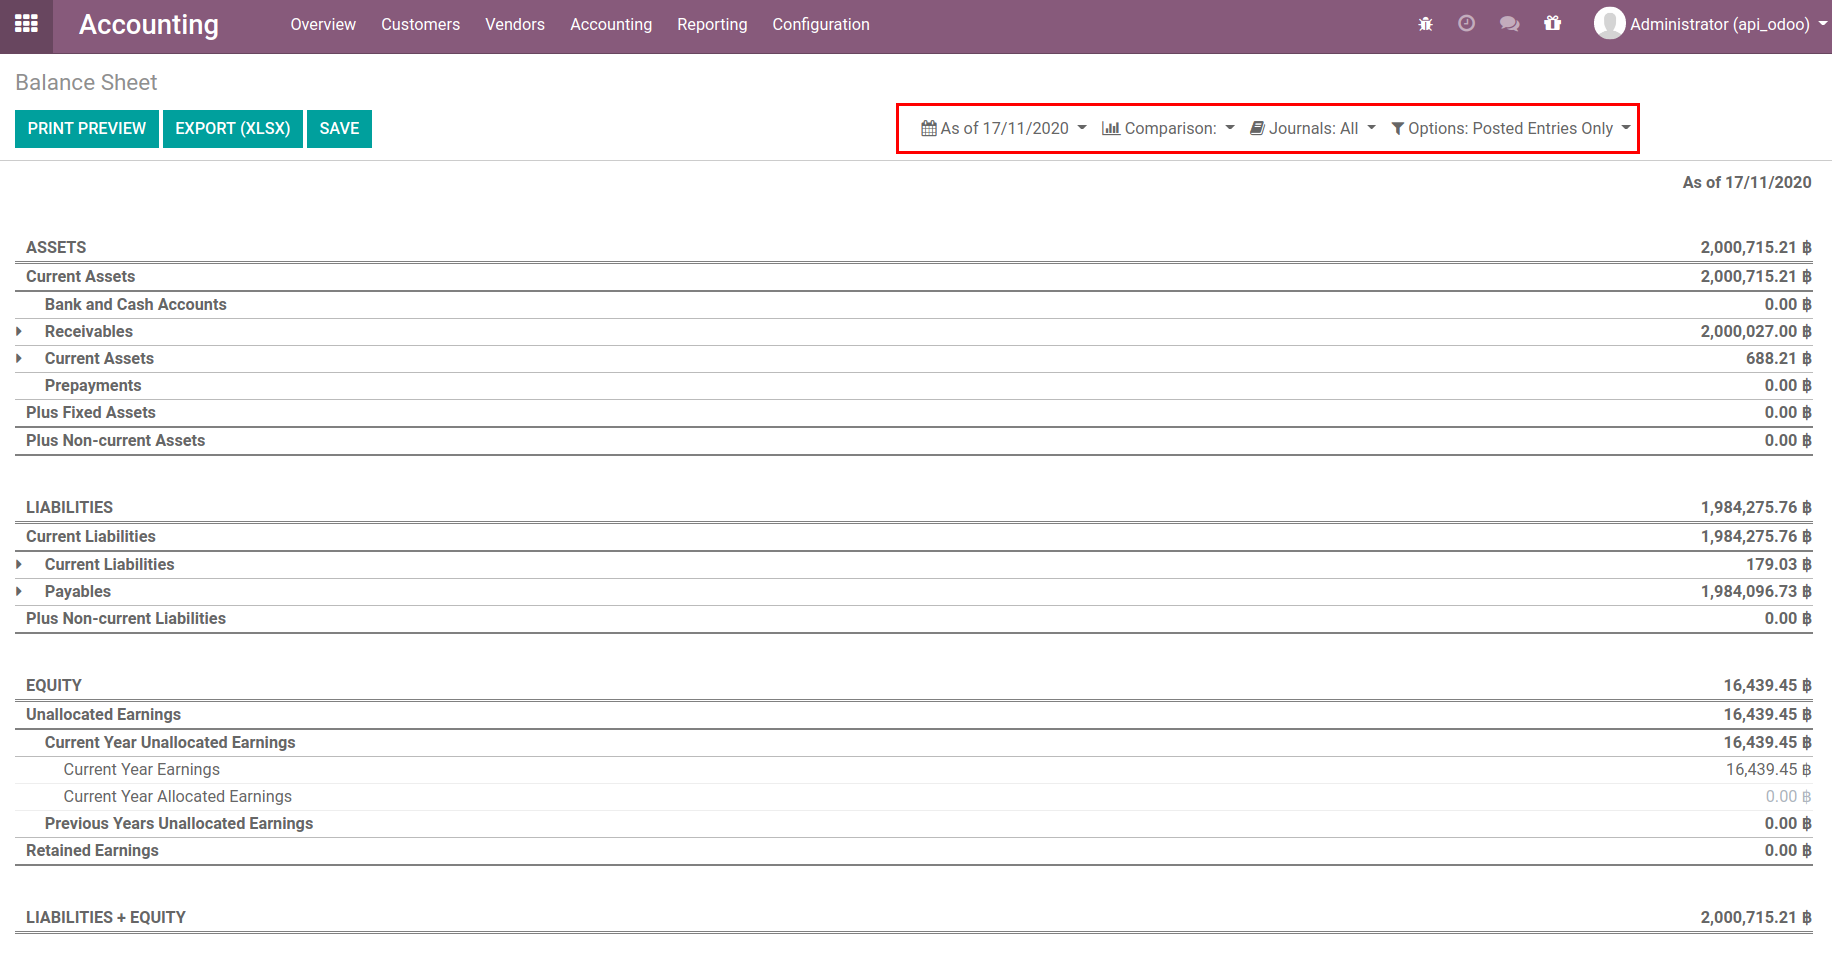 Accounting Overview Customers Vendors Accounting Reporting Configuration Administrator (api_odoo)
Balance Sheet
PRINT PREVIEW EXPORT (XLSX) SAVE As of 17/11/2020 Comparison: Journals: All Options: Posted Entries Only
As of 17/11/2020
ASSETS 2,000,715.21 ฿
Current Assets 2,000,715.21 ฿
Bank and Cash Accounts 0.00 ฿
Receivables 2,000,027.00 ฿
Current Assets 688.21 ฿
Prepayments 0.00 ฿
Plus Fixed Assets 0.00 ฿
Plus Non-current Assets 0.00 ฿
LIABILITIES 1,984,275.76 ฿
Current Liabilities 1,984,275.76 ฿
Current Liabilities 179.03 ฿
Payables 1,984,096.73 ฿
Plus Non-current Liabilities 0.00 ฿
EQUITY 16,439.45 ฿
Unallocated Earnings 16,439.45 ฿
Current Year Unallocated Earnings 16,439.45 ฿
Current Year Earnings 16,439.45 ฿
Current Year Allocated Earnings 0.00 ฿
Previous Years Unallocated Earnings 0.00 ฿
Retained Earnings 0.00 ฿
LIABILITIES + EQUITY 2,000,715.21 ฿